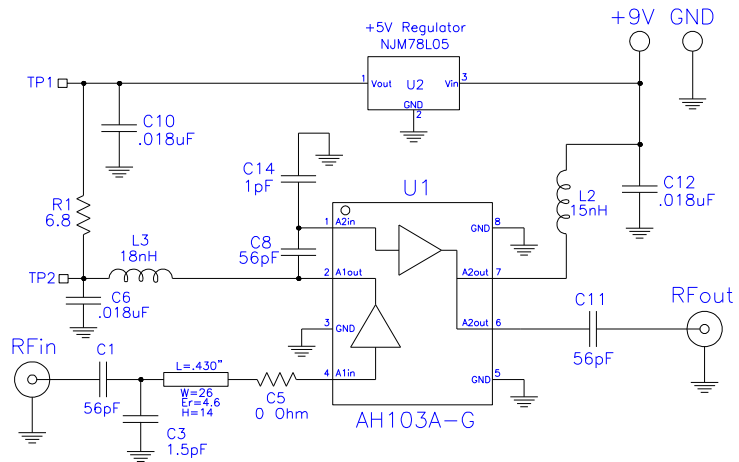 +9V GND
+5V Regulator
NJM78L05
TP1
1 Vout U2 Vin 3
GND
2
C10
.018uF
C14
1pF
U1
L2
15nH
C12
.018uF
R1
6.8
L3
18nH
C8
56pF
1 A2in
GND 8
TP2
2 A1out
A2out 7
C6
.018uF
C11
56pF
RFout
3 GND
A2out 6
RFin
C1
56pF
L=.430"
W=26
Er=4.6
H=14
C5
0 Ohm
4 A1in
GND 5
C3
1.5pF
AH103A-G